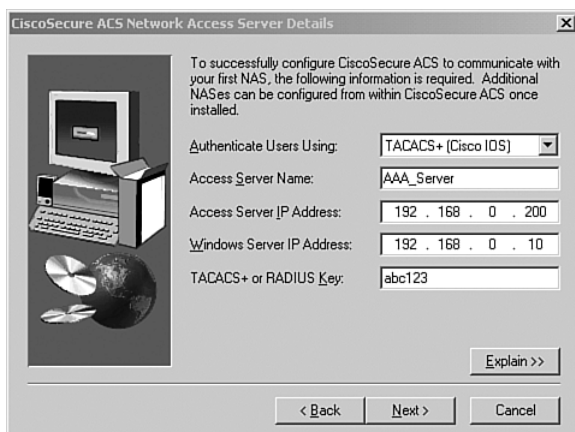 CiscoSecure ACS Network Access Server Details
To successfully configure CiscoSecure ACS to communicate with
your first NAS, the following information is required. Additional
NASes can be configured from within CiscoSecure ACS once
installed.
Authenticate Users Using: TACACS+ (Cisco IOS)
Access Server Name: AAA_Server
Access Server IP Address: 192 . 168 . 0 . 200
Windows Server IP Address: 192 . 168 . 0 . 10
TACACS+ or RADIUS Key: abc123
Explain >>
< Back Next > Cancel